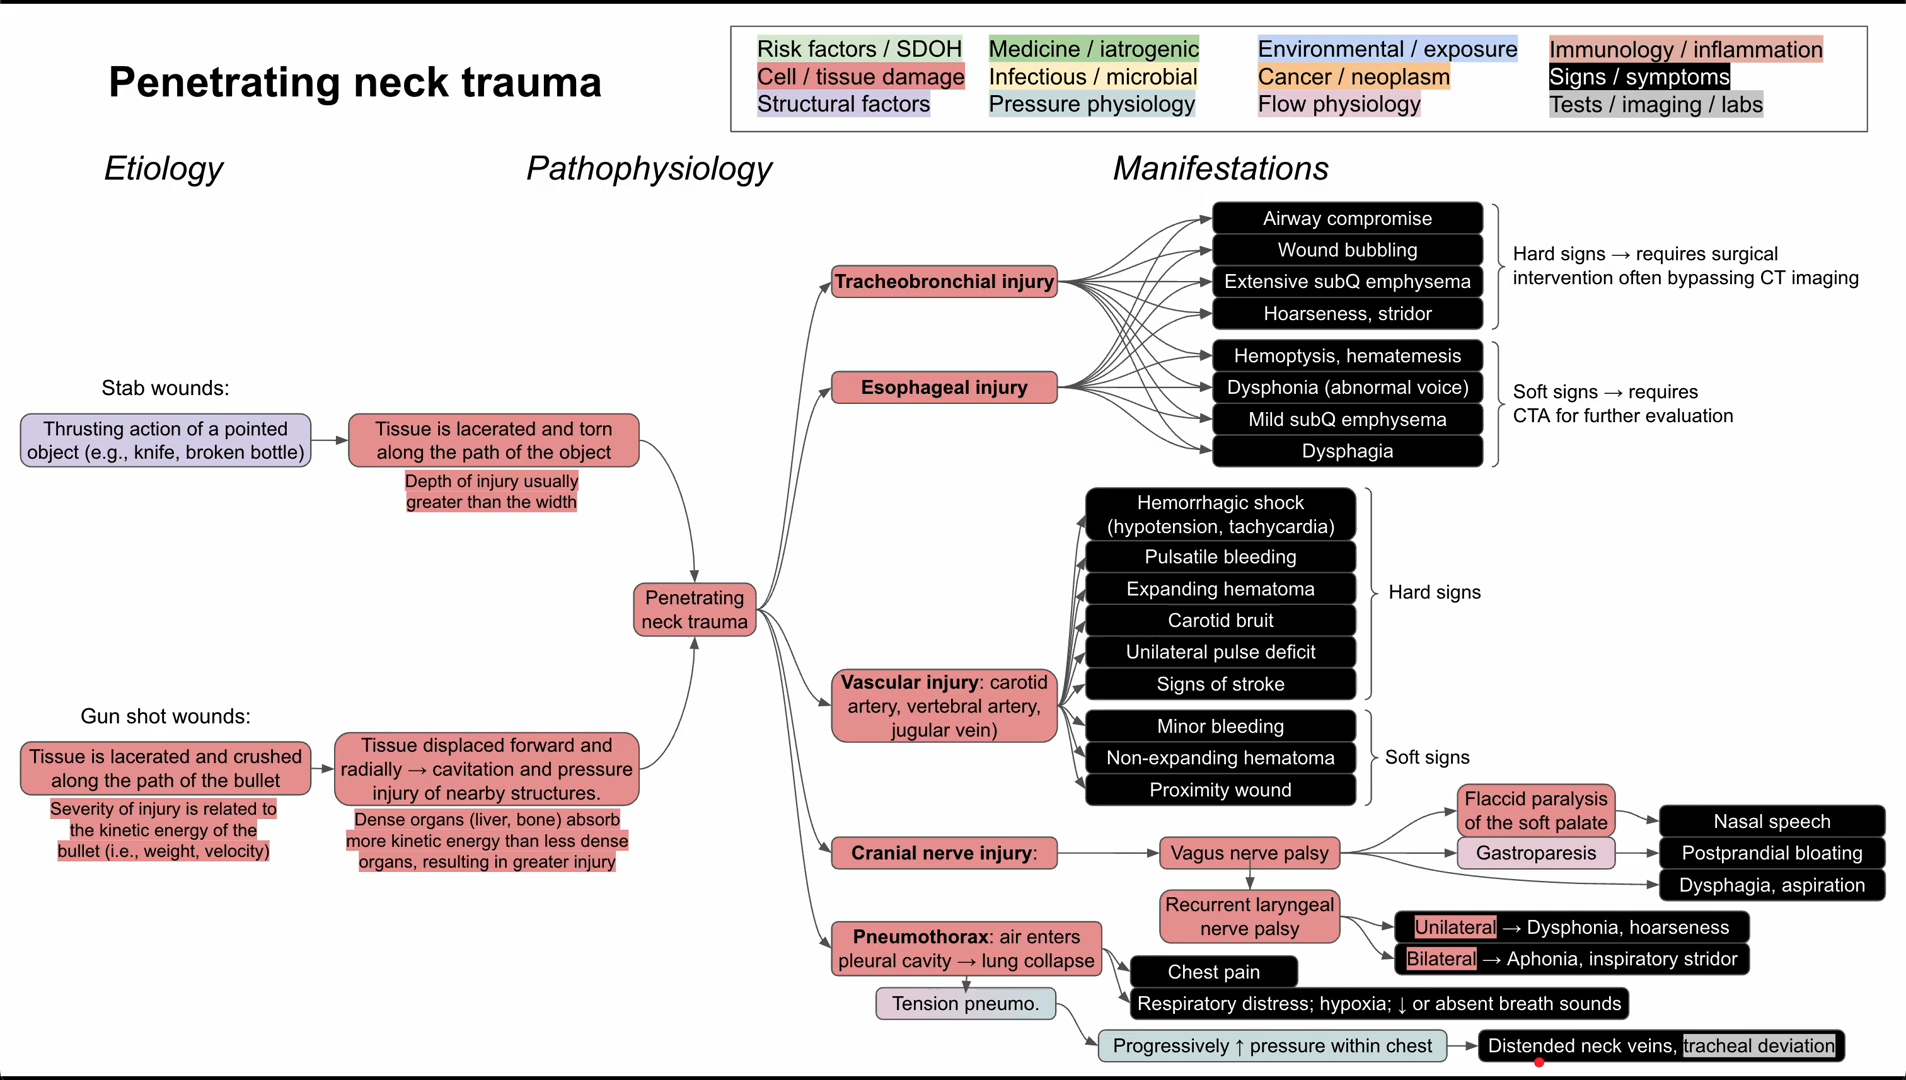 Penetrating neck trauma
Risk factors / SDOH
Medicine / iatrogenic
Environmental / exposure
Immunology / inflammation
Cell / tissue damage
Infectious / microbial
Cancer / neoplasm
Signs / symptoms
Structural factors
Pressure physiology
Flow physiology
Tests / imaging / labs
Etiology
Pathophysiology
Manifestations
Stab wounds:
Thrusting action of a pointed
object (e.g., knife, broken bottle)
Tissue is lacerated and torn
along the path of the object
Depth of injury usually
greater than the width
Gun shot wounds:
Tissue is lacerated and crushed
along the path of the bullet
Severity of injury is related to
the kinetic energy of the
bullet (i.e., weight, velocity)
Tissue displaced forward and
radially → cavitation and pressure
injury of nearby structures.
Dense organs (liver, bone) absorb
more kinetic energy than less dense
organs, resulting in greater injury
Penetrating
neck trauma
Tracheobronchial injury
Esophageal injury
Airway compromise
Wound bubbling
Extensive subQ emphysema
Hoarseness, stridor
Hard signs → requires surgical
intervention often bypassing CT imaging
Hemoptysis, hematemesis
Dysphonia (abnormal voice)
Mild subQ emphysema
Dysphagia
Soft signs → requires
CTA for further evaluation
Vascular injury: carotid
artery, vertebral artery,
jugular vein)
Hemorrhagic shock
(hypotension, tachycardia)
Pulsatile bleeding
Expanding hematoma
Carotid bruit
Unilateral pulse deficit
Signs of stroke
Hard signs
Minor bleeding
Non-expanding hematoma
Proximity wound
Soft signs
Cranial nerve injury:
Vagus nerve palsy
Flaccid paralysis
of the soft palate
Nasal speech
Gastroparesis
Postprandial bloating
Dysphagia, aspiration
Recurrent laryngeal
nerve palsy
Unilateral → Dysphonia, hoarseness
Bilateral → Aphonia, inspiratory stridor
Pneumothorax: air enters
pleural cavity → lung collapse
Chest pain
Respiratory distress; hypoxia; ↓ or absent breath sounds
Tension pneumo.
Progressively ↑ pressure within chest
Distended neck veins, tracheal deviation